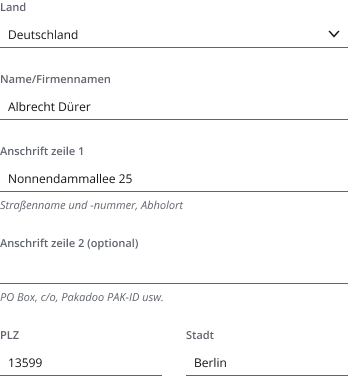 Land
Deutschland
Name/Firmennamen
Albrecht Dürer
Anschrift zeile 1
Nonnendammallee 25
Straßenname und -nummer, Abholort
Anschrift zeile 2 (optional)
PO Box, c/o, Pakadoo PAK-ID usw.
PLZ Stadt
13599 Berlin